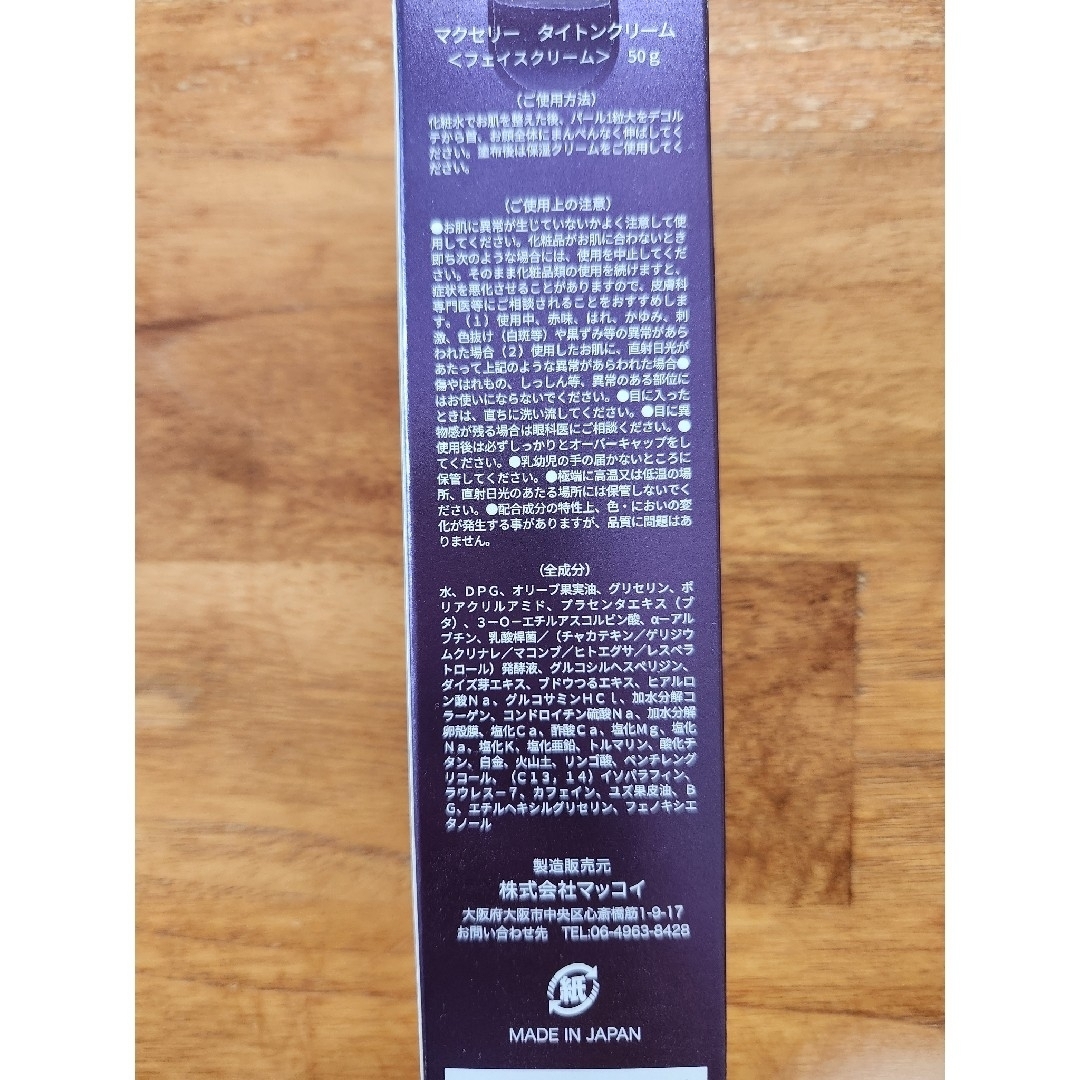 マクセリー タイトンクリーム
＜フェイスクリーム＞ 50ｇ
（ご使用方法）
化粧水でお肌を整えた後、パール1粒大をデコル
テから首、お顔全体にまんべんなく伸ばしてく
ださい。塗布後は保湿クリームをご使用してく
ださい。
（ご使用上の注意）
●お肌に異常が生じていないかよく注意して使
用してください。化粧品がお肌に合わないとき
即ち次のような場合には、使用を中止してくだ
さい。そのまま化粧品類の使用を続けますと、
症状を悪化させることがありますので、皮膚科
専門医等にご相談されることをおすすめしま
す。（１）使用中、赤味、はれ、かゆみ、刺
激、色抜け（白斑等）や黒ずみ等の異常があら
われた場合（２）使用したお肌に、直射日光が
あたって上記のような異常があらわれた場合●
傷やはれもの、しっしん等、異常のある部位に
はお使いにならないでください。●目に入った
ときは、直ちに洗い流してください。●目に異
物感が残る場合は眼科医にご相談ください。●
使用後は必ずしっかりとオーバーキャップをし
てください。●乳幼児の手の届かないところに
保管してください。●極端に高温又は低温の場
所、直射日光のあたる場所には保管しないでく
ださい。●配合成分の特性上、色・においの変
化が発生する事がありますが、品質に問題はあ
りません。
（全成分）
水、ＤＰＧ、オリーブ果実油、グリセリン、ポ
リアクリルアミド、プラセンタエキス（ブ
タ）、３－Ｏ－エチルアスコルビン酸、α－アル
ブチン、乳酸桿菌／（チャカテキン／ゲリジウ
ムクリナレ／マコンブ／ヒトエグサ／レスベラ
トロール）発酵液、グルコシルヘスペリジン、
ダイズ芽エキス、ブドウつるエキス、ヒアルロ
ン酸Ｎａ、グルコサミンＨＣｌ、加水分解コ
ラーゲン、コンドロイチン硫酸Ｎａ、加水分解
卵殻膜、塩化Ｃａ、酢酸Ｃａ、塩化Ｍｇ、塩化
Ｎａ、塩化Ｋ、塩化亜鉛、トルマリン、酸化チ
タン、白金、火山土、リンゴ酸、ペンチレング
リコール、（Ｃ１３，１４）イソパラフィン、
ラウレス－７、カフェイン、ユズ果皮油、Ｂ
Ｇ、エチルヘキシルグリセリン、フェノキシエ
タノール
製造販売元
株式会社マッコイ
大阪府大阪市中央区心斎橋筋1-9-17
お問い合わせ先 TEL:06-4963-8428
紙
MADE IN JAPAN